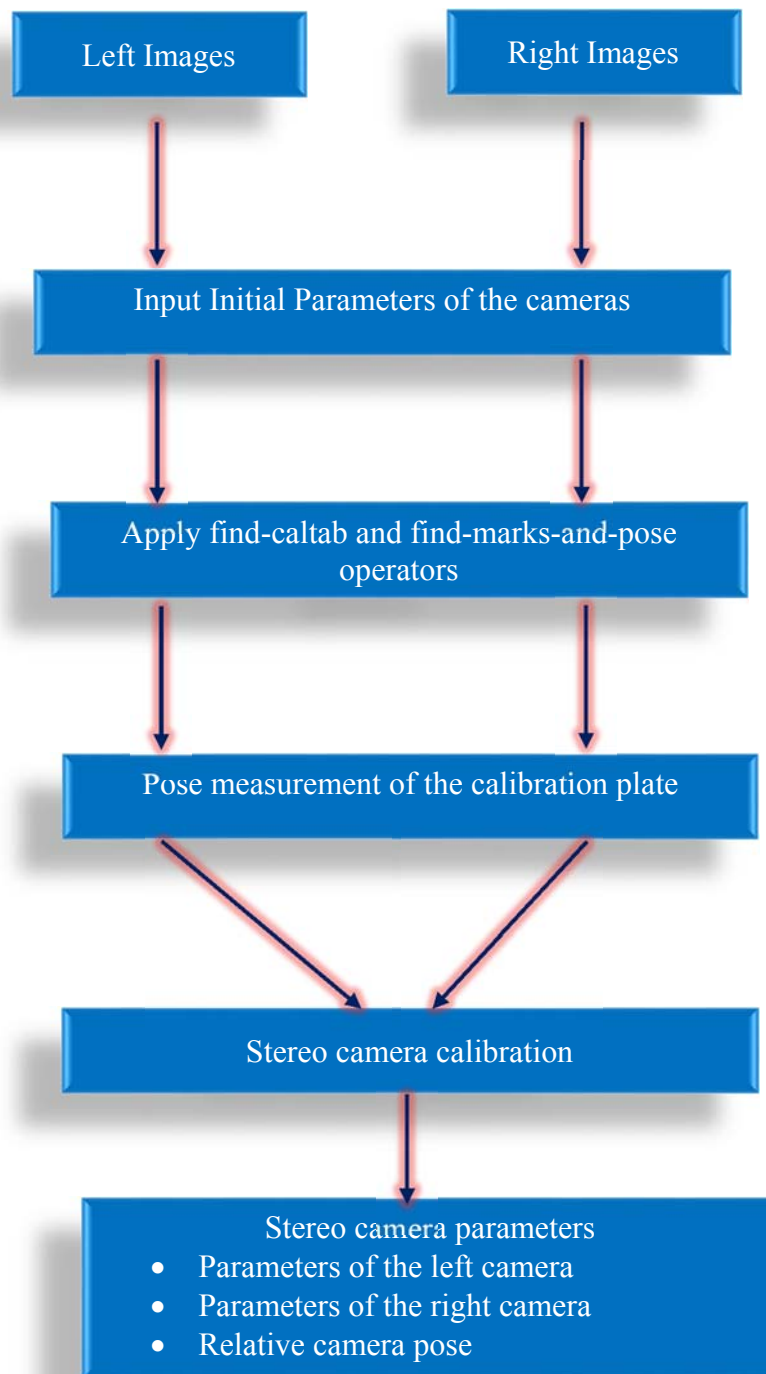 Left Images
Right Images
Input Initial Parameters of the cameras
Apply find-caltab and find-marks-and-pose
operators
Pose measurement of the calibration plate
Stereo camera calibration
Stereo camera parameters
• Parameters of the left camera
• Parameters of the right camera
• Relative camera pose